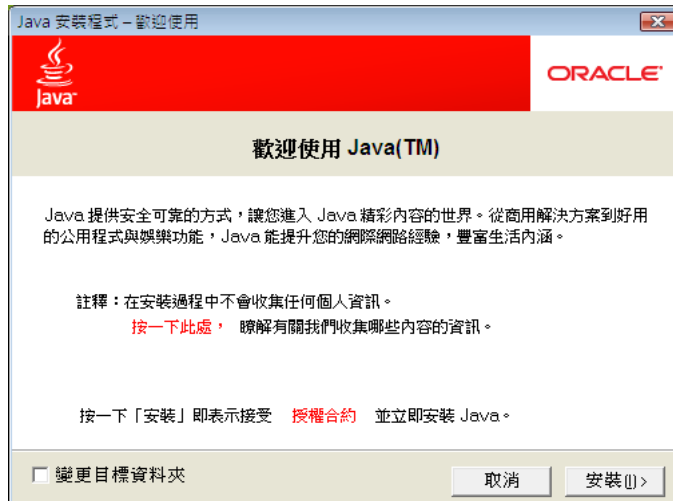 Java 安裝程式 – 歡迎使用
Java™
ORACLE®
歡迎使用 Java(TM)
Java 提供安全可靠的方式，讓您進入 Java 精彩內容的世界。從商用解決方案到好用
的公用程式與娛樂功能，Java 能提升您的網際網路經驗，豐富生活內涵。
註釋：在安裝過程中不會收集任何個人資訊。
按一下此處， 瞭解有關我們收集哪些內容的資訊。
按一下「安裝」即表示接受 授權合約 並立即安裝 Java。
變更目標資料夾
取消
安裝(I)>